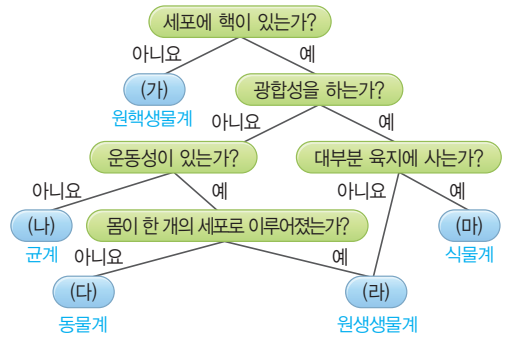 세포에 핵이 있는가?
아니요 예
(가) 광합성을 하는가?
원핵생물계
아니요 예
운동성이 있는가? 대부분 육지에 사는가?
아니요 예 아니요 예
(나) 몸이 한 개의 세포로 이루어졌는가? (마)
균계 식물계
아니요 예
(다) (라)
동물계 원생생물계